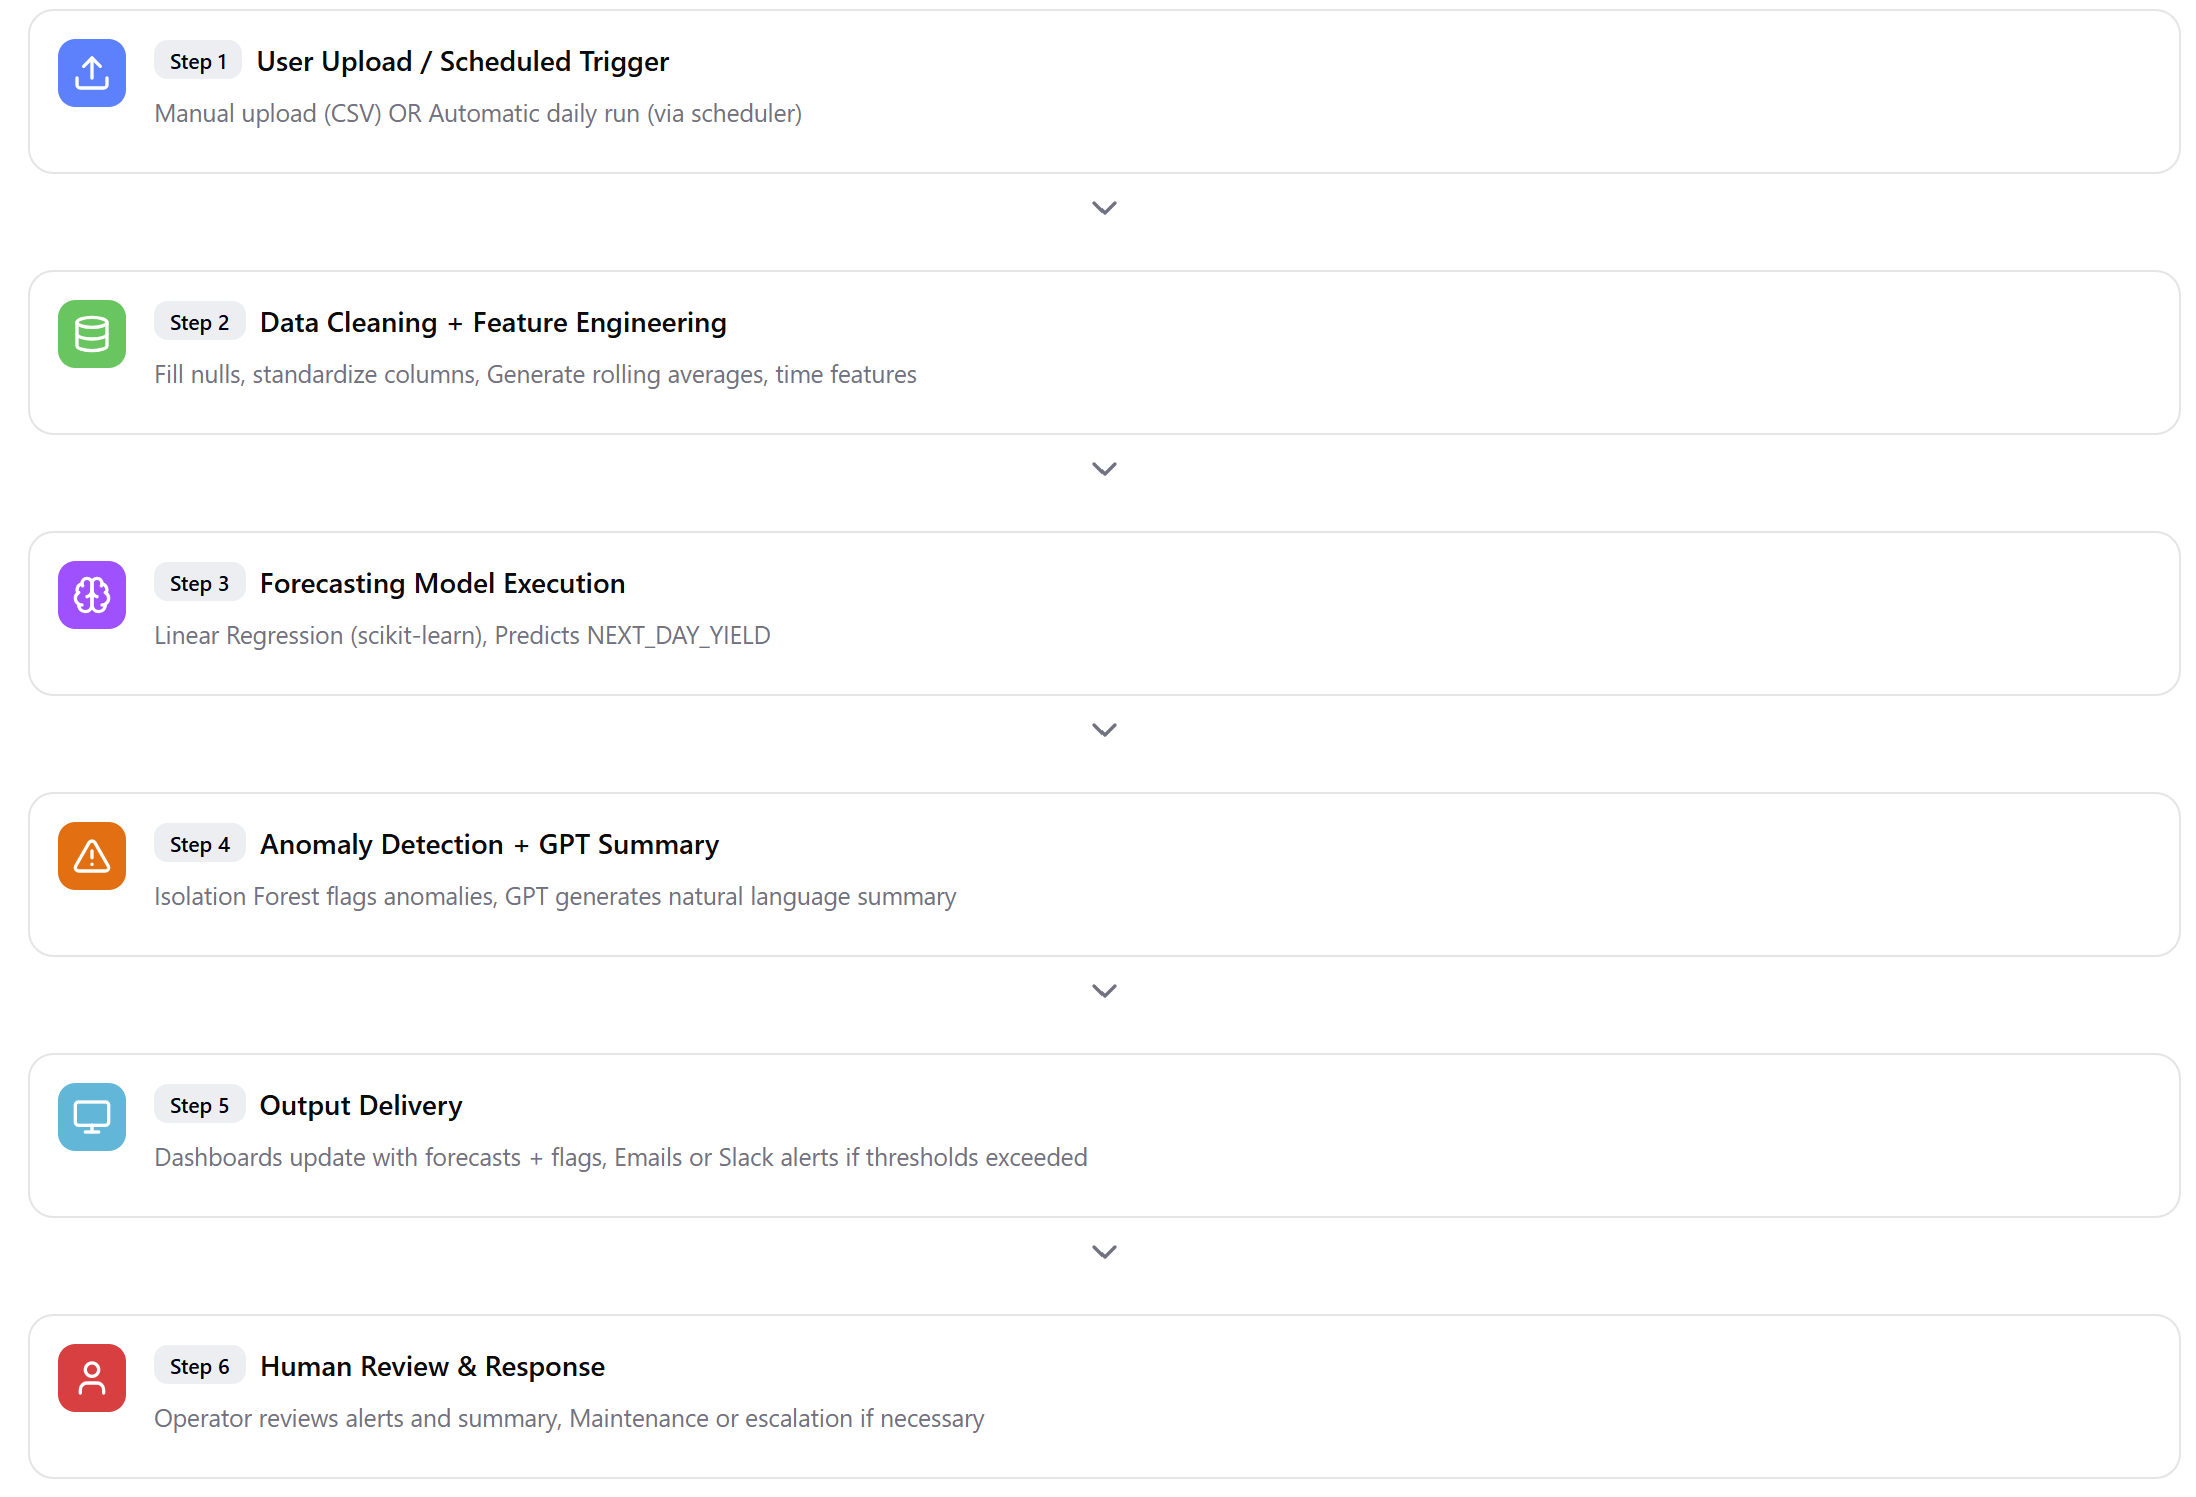 Step 1 User Upload / Scheduled Trigger
Manual upload (CSV) OR Automatic daily run (via scheduler)
Step 2 Data Cleaning + Feature Engineering
Fill nulls, standardize columns, Generate rolling averages, time features
Step 3 Forecasting Model Execution
Linear Regression (scikit-learn), Predicts NEXT_DAY_YIELD
Step 4 Anomaly Detection + GPT Summary
Isolation Forest flags anomalies, GPT generates natural language summary
Step 5 Output Delivery
Dashboards update with forecasts + flags, Emails or Slack alerts if thresholds exceeded
Step 6 Human Review & Response
Operator reviews alerts and summary, Maintenance or escalation if necessary